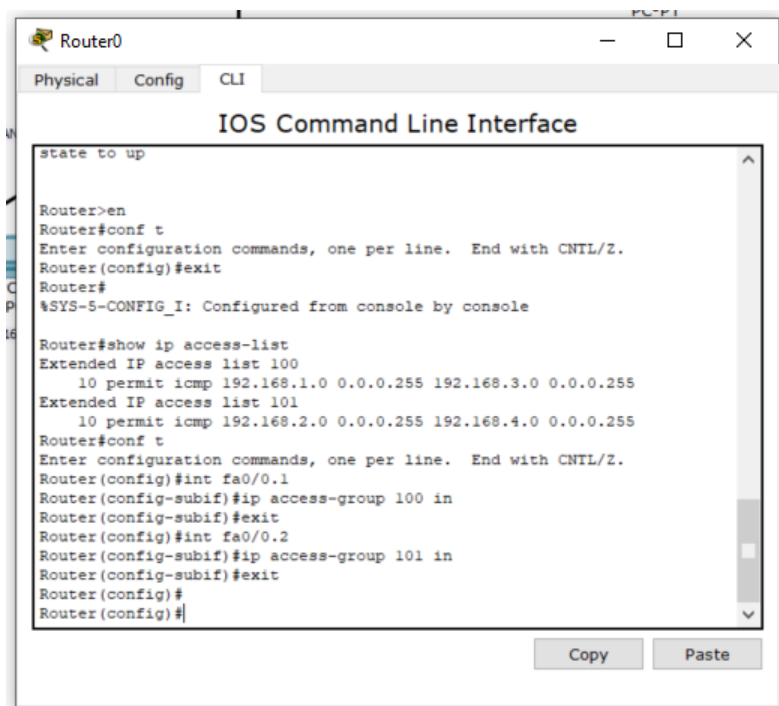 PC-PT
Router0
Physical Config CLI
IOS Command Line Interface
state to up
Router>en
Router#conf t
Enter configuration commands, one per line.  End with CNTL/Z.
Router(config)#exit
Router#
%SYS-5-CONFIG_I: Configured from console by console
Router#show ip access-list
Extended IP access list 100
    10 permit icmp 192.168.1.0 0.0.0.255 192.168.3.0 0.0.0.255
Extended IP access list 101
    10 permit icmp 192.168.2.0 0.0.0.255 192.168.4.0 0.0.0.255
Router#conf t
Enter configuration commands, one per line.  End with CNTL/Z.
Router(config)#int fa0/0.1
Router(config-subif)#ip access-group 100 in
Router(config-subif)#exit
Router(config)#int fa0/0.2
Router(config-subif)#ip access-group 101 in
Router(config-subif)#exit
Router(config)#
Router(config)#
Copy Paste